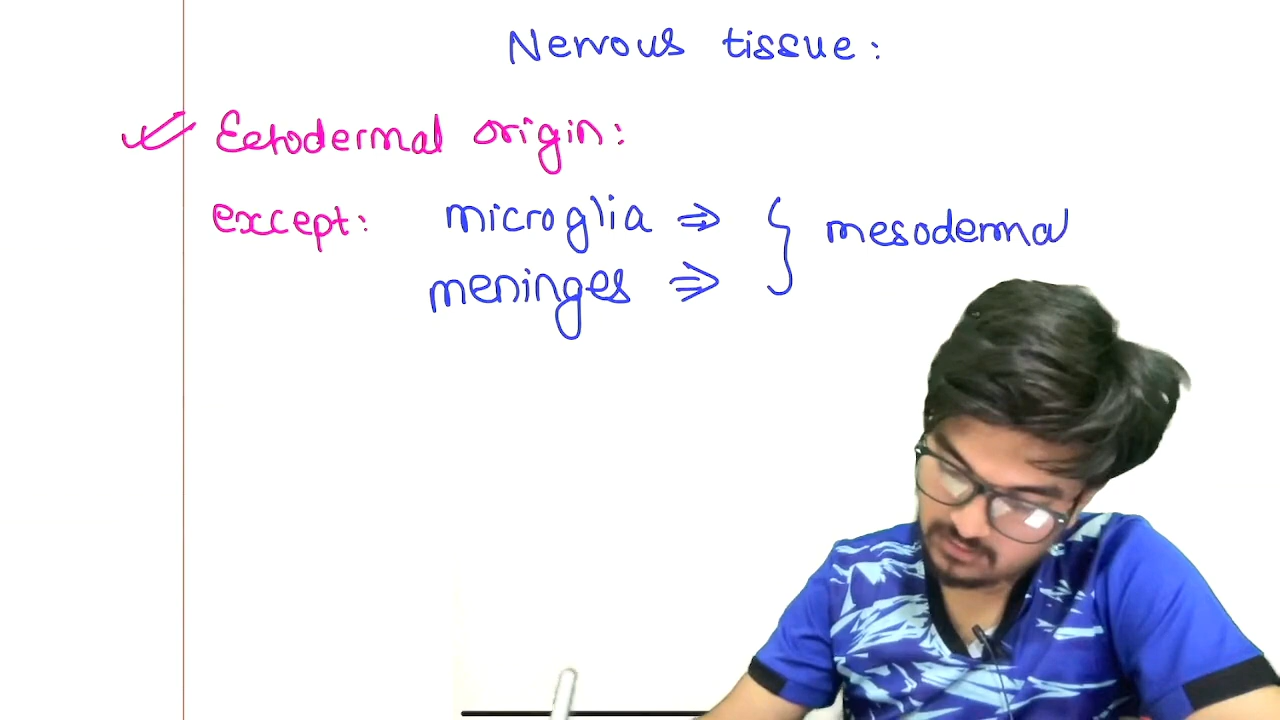 Nervous tissue:
Ectodermal origin:
except: microglia ⇒ } mesodermal
meninges ⇒